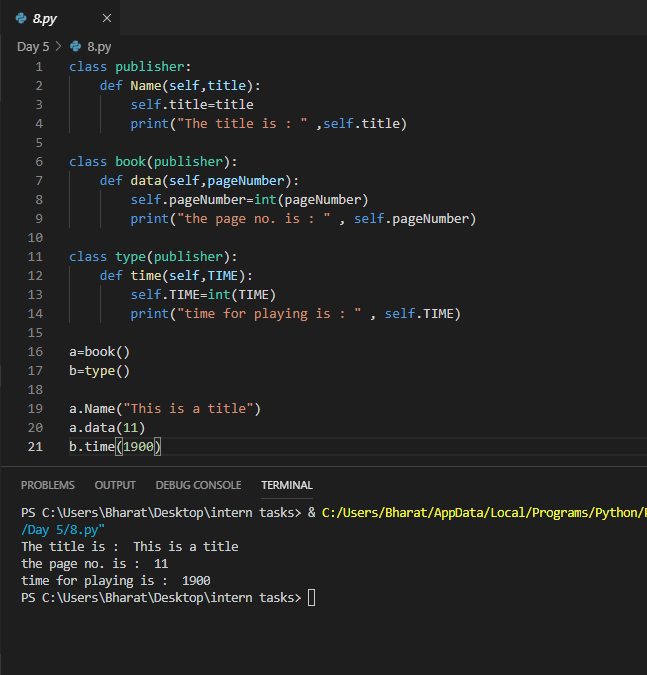 8.py ×
Day 5 > 8.py
1 class publisher:
2     def Name(self,title):
3         self.title=title
4         print("The title is : " ,self.title)
5
6 class book(publisher):
7     def data(self,pageNumber):
8         self.pageNumber=int(pageNumber)
9         print("the page no. is : " , self.pageNumber)
10
11 class type(publisher):
12     def time(self,TIME):
13         self.TIME=int(TIME)
14         print("time for playing is : " , self.TIME)
15
16 a=book()
17 b=type()
18
19 a.Name("This is a title")
20 a.data(11)
21 b.time(1900)
PROBLEMS OUTPUT DEBUG CONSOLE TERMINAL
PS C:\Users\Bharat\Desktop\intern tasks> & C:/Users/Bharat/AppData/Local/Programs/Python/
/Day 5/8.py"
The title is :  This is a title
the page no. is :  11
time for playing is :  1900
PS C:\Users\Bharat\Desktop\intern tasks>